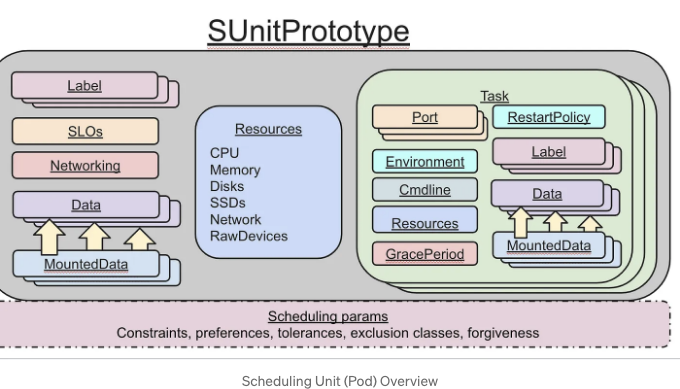 SUnitPrototype
Label
SLOs
Networking
Data
MountedData
Resources
CPU
Memory
Disks
SSDs
Network
RawDevices
Task
Port
Environment
Cmdline
Resources
GracePeriod
RestartPolicy
Label
Data
MountedData
Scheduling params
Constraints, preferences, tolerances, exclusion classes, forgiveness
Scheduling Unit (Pod) Overview